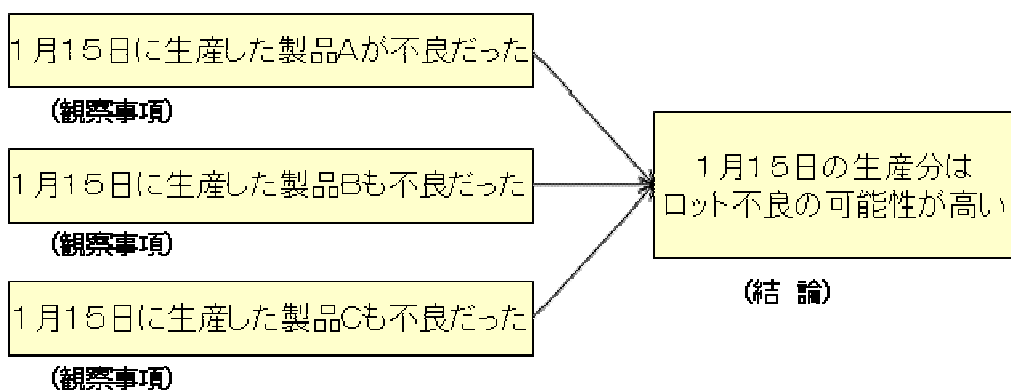 1月15日に生産した製品Aが不良だった
(観察事項)
1月15日に生産した製品Bも不良だった
(観察事項)
1月15日に生産した製品Cも不良だった
(観察事項)
1月15日の生産分は
ロット不良の可能性が高い
(結 論)